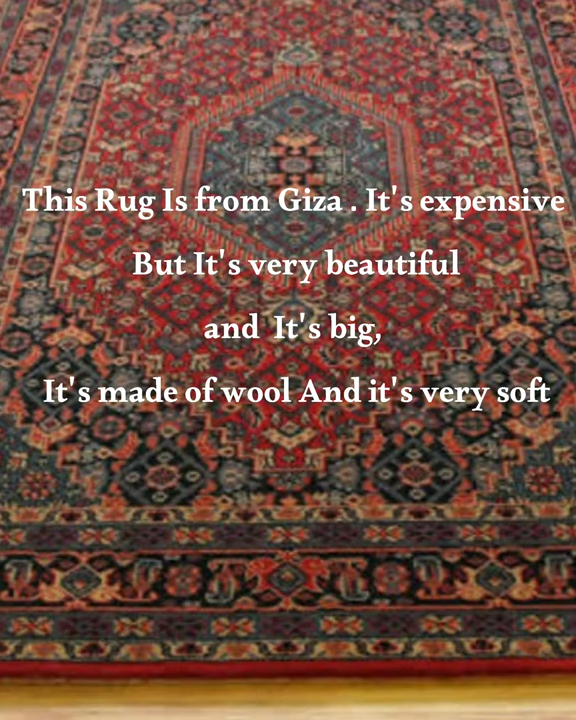 This Rug Is from Giza . It's expensive
But It's very beautiful
and It's big,
It's made of wool And it's very soft